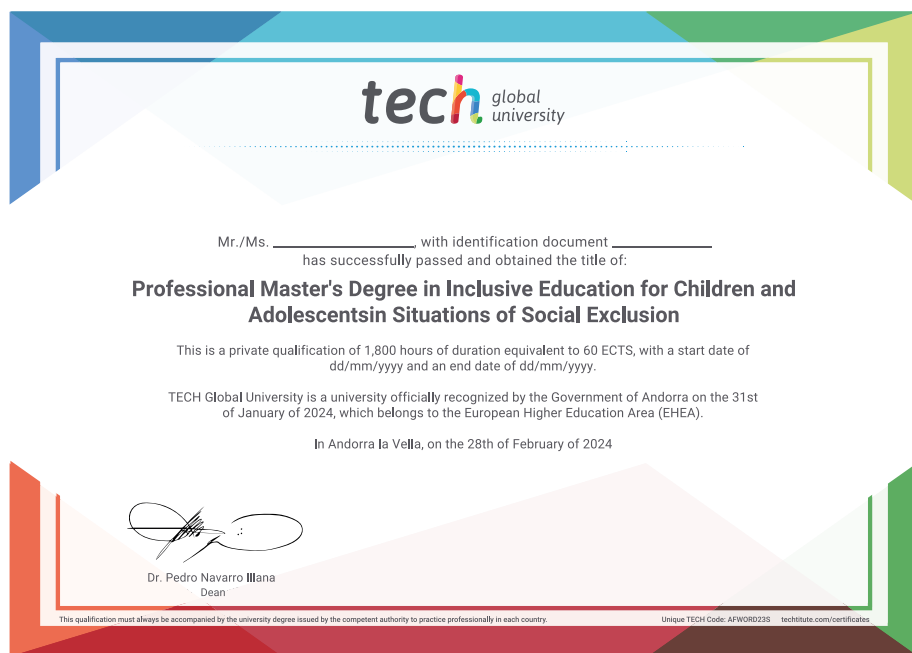 tech global
university
Mr./Ms. ____________________, with identification document ______________
has successfully passed and obtained the title of:
Professional Master's Degree in Inclusive Education for Children and
Adolescentsin Situations of Social Exclusion
This is a private qualification of 1,800 hours of duration equivalent to 60 ECTS, with a start date of
dd/mm/yyyy and an end date of dd/mm/yyyy.
TECH Global University is a university officially recognized by the Government of Andorra on the 31st
of January of 2024, which belongs to the European Higher Education Area (EHEA).
In Andorra la Vella, on the 28th of February of 2024
Dr. Pedro Navarro Illana
Dean
This qualification must always be accompanied by the university degree issued by the competent authority to practice professionally in each country. Unique TECH Code: AFWORD23S techtitute.com/certificates